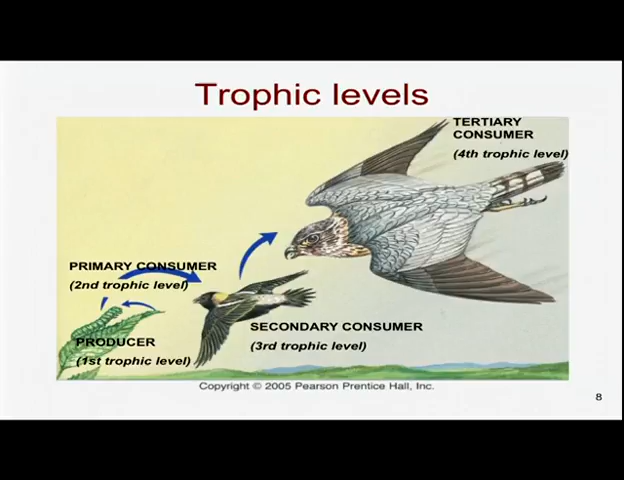 Trophic levels
TERTIARY
CONSUMER
(4th trophic level)
PRIMARY CONSUMER
(2nd trophic level)
SECONDARY CONSUMER
(3rd trophic level)
PRODUCER
(1st trophic level)
Copyright © 2005 Pearson Prentice Hall, Inc.
8